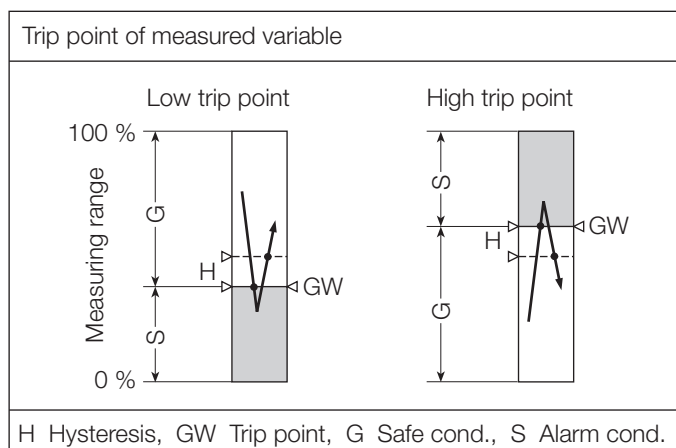 Trip point of measured variable
Low trip point
High trip point
100 %
Measuring range
0 %
G
S
H
GW
S
G
H
GW
H Hysteresis, GW Trip point, G Safe cond., S Alarm cond.